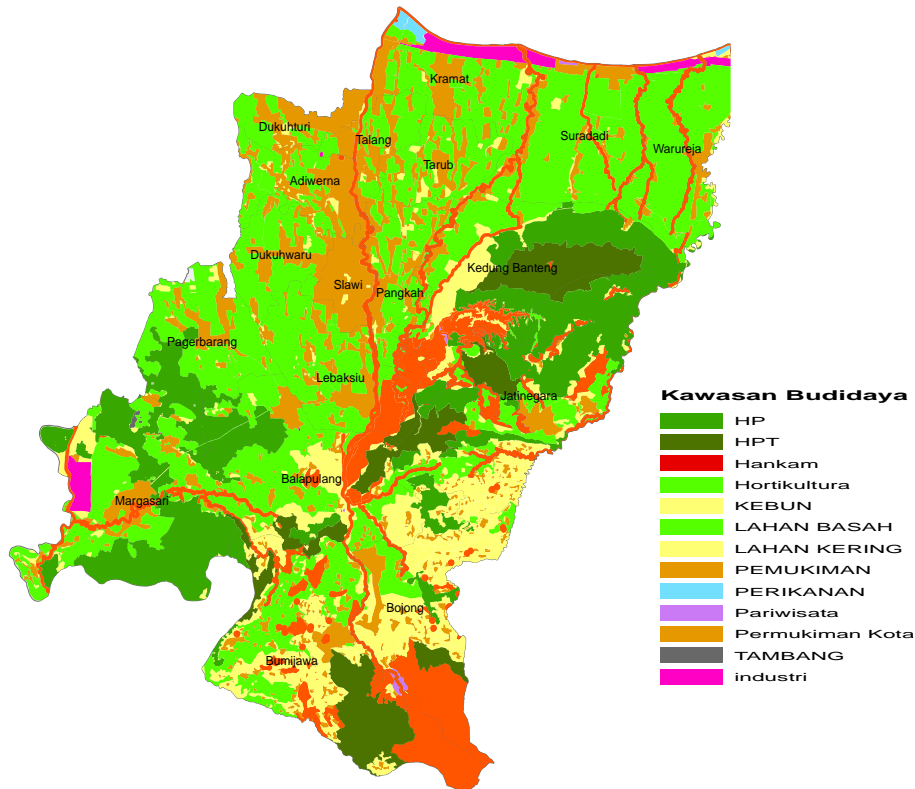 Kramat
Dukuhturi
Talang
Suradadi
Warureja
Tarub
Adiwerna
Dukuhwaru
Kedung Banteng
Slawi
Pangkah
Pagerbarang
Lebaksiu
Jatinegara
Balapulang
Margasari
Bojong
Bumijawa
Kawasan Budidaya
HP
HPT
Hankam
Hortikultura
KEBUN
LAHAN BASAH
LAHAN KERING
PEMUKIMAN
PERIKANAN
Pariwisata
Permukiman Kota
TAMBANG
industri